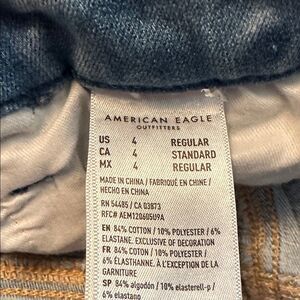 AMERICAN EAGLE
OUTFITTERS
US 4 REGULAR
CA 4 STANDARD
MX 4 REGULAR
MADE IN CHINA / FABRIQUÉ EN CHINE /
HECHO EN CHINA
RN 54485 / CA 03873
RFC# AEM120605U9A
EN 84% COTTON / 10% POLYESTER / 6%
ELASTANE. EXCLUSIVE OF DECORATION
FR 84% COTON / 10% POLYESTER /
6% ÉLASTHANNE. À L'EXCEPTION DE LA
GARNITURE
SP 84% algodón / 10% elasterell-p /
6% elastano